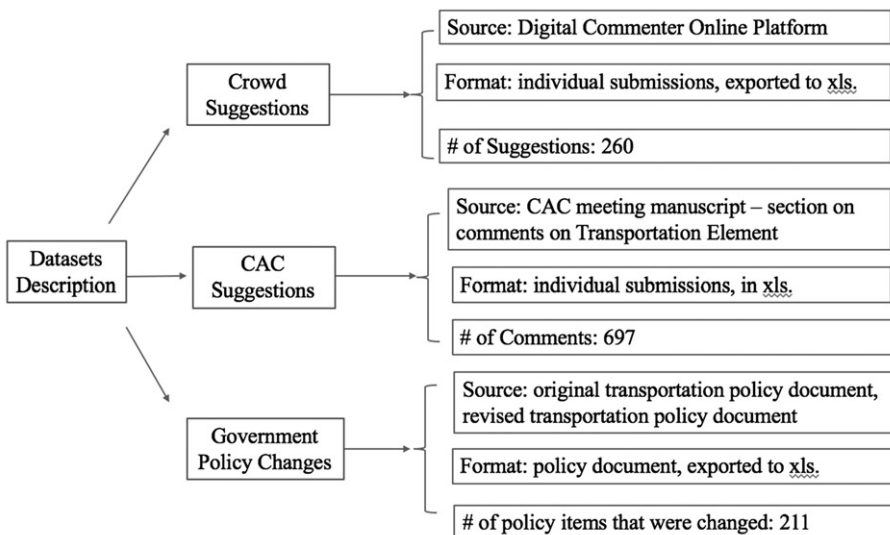 Source: Digital Commenter Online Platform
Crowd
Suggestions
Format: individual submissions, exported to xls.
# of Suggestions: 260
Source: CAC meeting manuscript – section on
comments on Transportation Element
Datasets
Description
CAC
Suggestions
Format: individual submissions, in xls.
# of Comments: 697
Source: original transportation policy document,
revised transportation policy document
Government
Policy Changes
Format: policy document, exported to xls.
# of policy items that were changed: 211